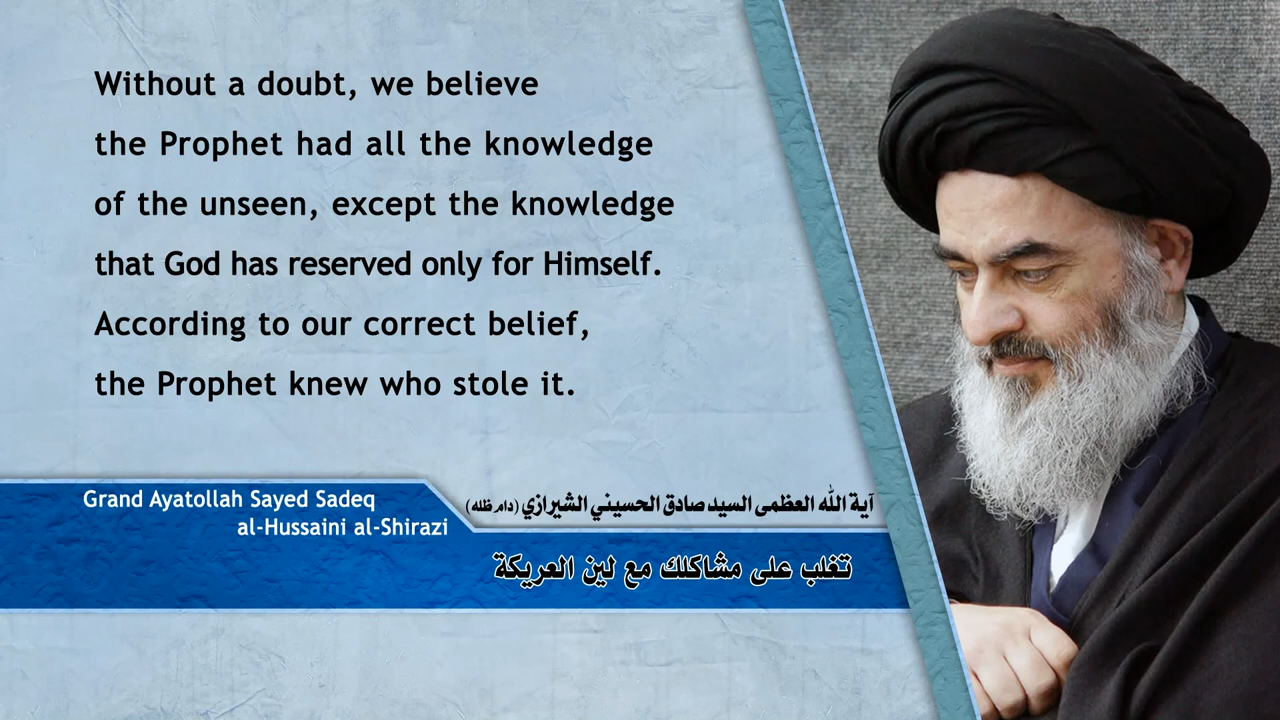 Without a doubt, we believe
the Prophet had all the knowledge
of the unseen, except the knowledge
that God has reserved only for Himself.
According to our correct belief,
the Prophet knew who stole it.
Grand Ayatollah Sayed Sadeq
al-Hussaini al-Shirazi
آية الله العظمى السيد صادق الحسيني الشيرازي (دام ظله)
تغلب على مشاكلك مع لين العريكة